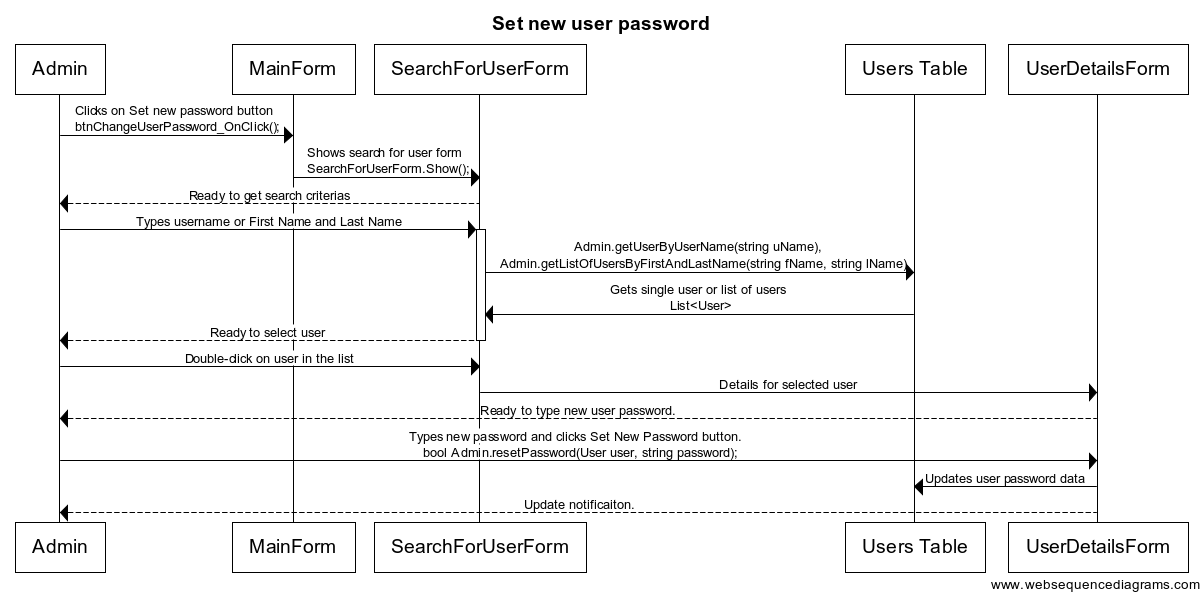 Set new user password
Admin
MainForm
SearchForUserForm
Users Table
UserDetailsForm
Clicks on Set new password button
btnChangeUserPassword_OnClick();
Shows search for user form
SearchForUserForm.Show();
Ready to get search criterias
Types username or First Name and Last Name
Admin.getUserByUserName(string uName),
Admin.getListOfUsersByFirstAndLastName(string fName, string lName)
Gets single user or list of users
List<User>
Ready to select user
Double-click on user in the list
Details for selected user
Ready to type new user password.
Types new password and clicks Set New Password button.
bool Admin.resetPassword(User user, string password);
Updates user password data
Update notificaiton.
Admin
MainForm
SearchForUserForm
Users Table
UserDetailsForm
www.websequencediagrams.com